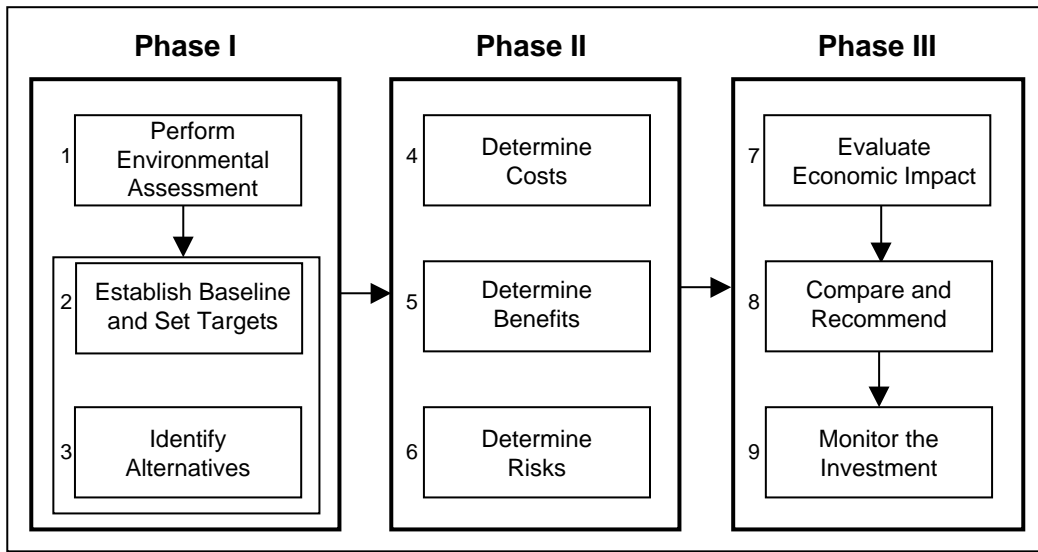 Phase I
1
Perform
Environmental
Assessment
2
Establish Baseline
and Set Targets
3
Identify
Alternatives
Phase II
4
Determine
Costs
5
Determine
Benefits
6
Determine
Risks
Phase III
7
Evaluate
Economic Impact
8
Compare and
Recommend
9
Monitor the
Investment